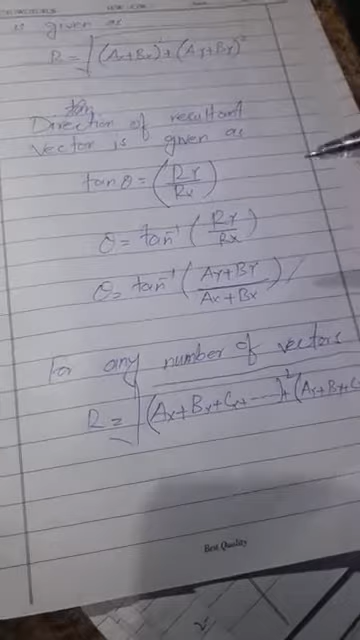 is given as
R = √(Ax+Bx)²+(Ay+By)²
Direction of resultant
vector is given as
tan θ = (Ry/Rx)
θ = tan⁻¹ (Ry/Rx)
θ = tan⁻¹ (Ay+By/Ax+Bx)
For any number of vectors
R = √(Ax+Bx+Cx+---)²+(Ay+By+C
Best Quality